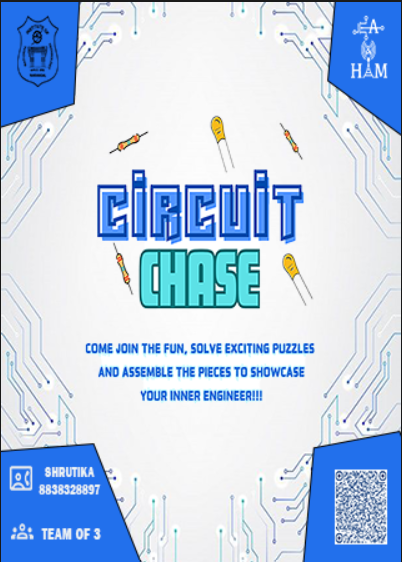 A
HAM
CIRCUIT
CHASE
COME JOIN THE FUN, SOLVE EXCITING PUZZLES
AND ASSEMBLE THE PIECES TO SHOWCASE
YOUR INNER ENGINEER!!!
SHRUTIKA
8838328897
TEAM OF 3